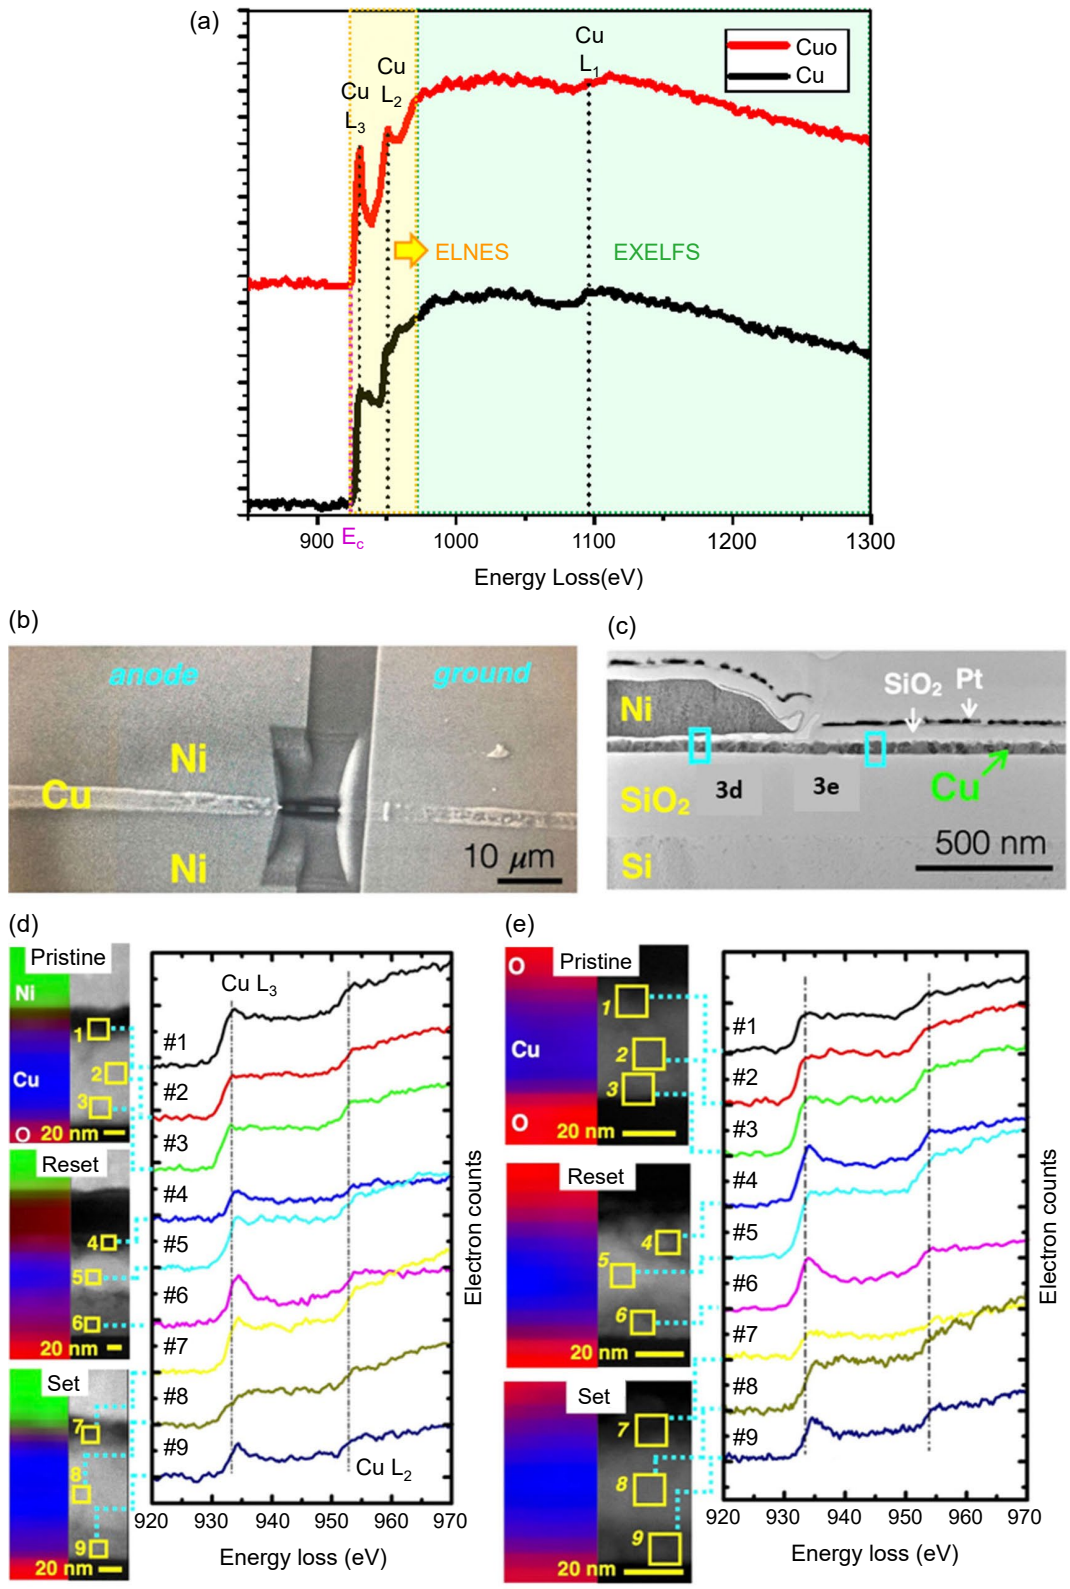 (a)
Cu
L₃
Cu
L₂
Cu
L₁
Cuo
Cu
ELNES
EXELFS
900
E_c
1000
1100
1200
1300
Energy Loss(eV)
(b)
anode
ground
Ni
Cu
Ni
10 μm
(c)
Ni
SiO₂
Pt
3d
3e
SiO₂
Cu
Si
500 nm
(d)
Pristine
Ni
1
Cu
2
3
O
20 nm
Reset
4
5
6
20 nm
Set
7
8
9
20 nm
Cu L₃
#1
#2
#3
#4
#5
#6
#7
#8
#9
Cu L₂
920
930
940
950
960
970
Energy loss (eV)
Electron counts
(e)
O
Pristine
1
Cu
2
3
O
20 nm
Reset
4
5
6
20 nm
Set
7
8
9
20 nm
#1
#2
#3
#4
#5
#6
#7
#8
#9
920
930
940
950
960
970
Energy loss (eV)
Electron counts